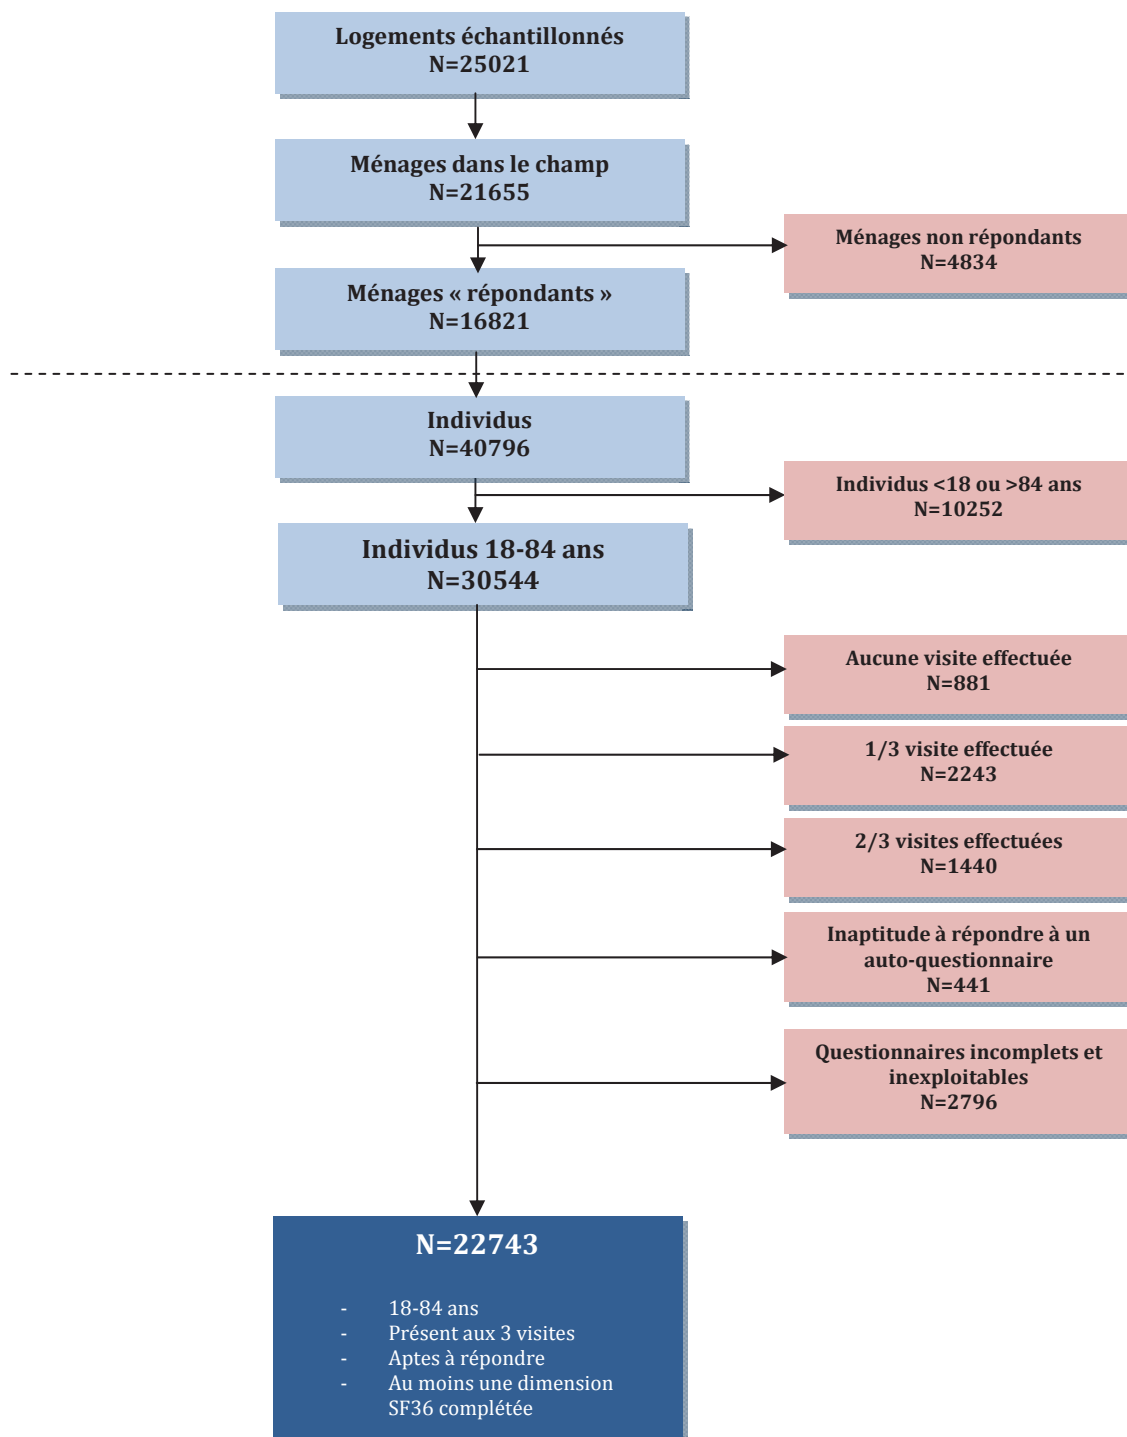 Logements échantillonnés
N=25021
Ménages dans le champ
N=21655
Ménages non répondants
N=4834
Ménages « répondants »
N=16821
Individus
N=40796
Individus <18 ou >84 ans
N=10252
Individus 18-84 ans
N=30544
Aucune visite effectuée
N=881
1/3 visite effectuée
N=2243
2/3 visites effectuées
N=1440
Inaptitude à répondre à un
auto-questionnaire
N=441
Questionnaires incomplets et
inexploitables
N=2796
N=22743
- 18-84 ans
- Présent aux 3 visites
- Aptes à répondre
- Au moins une dimension
SF36 complétée